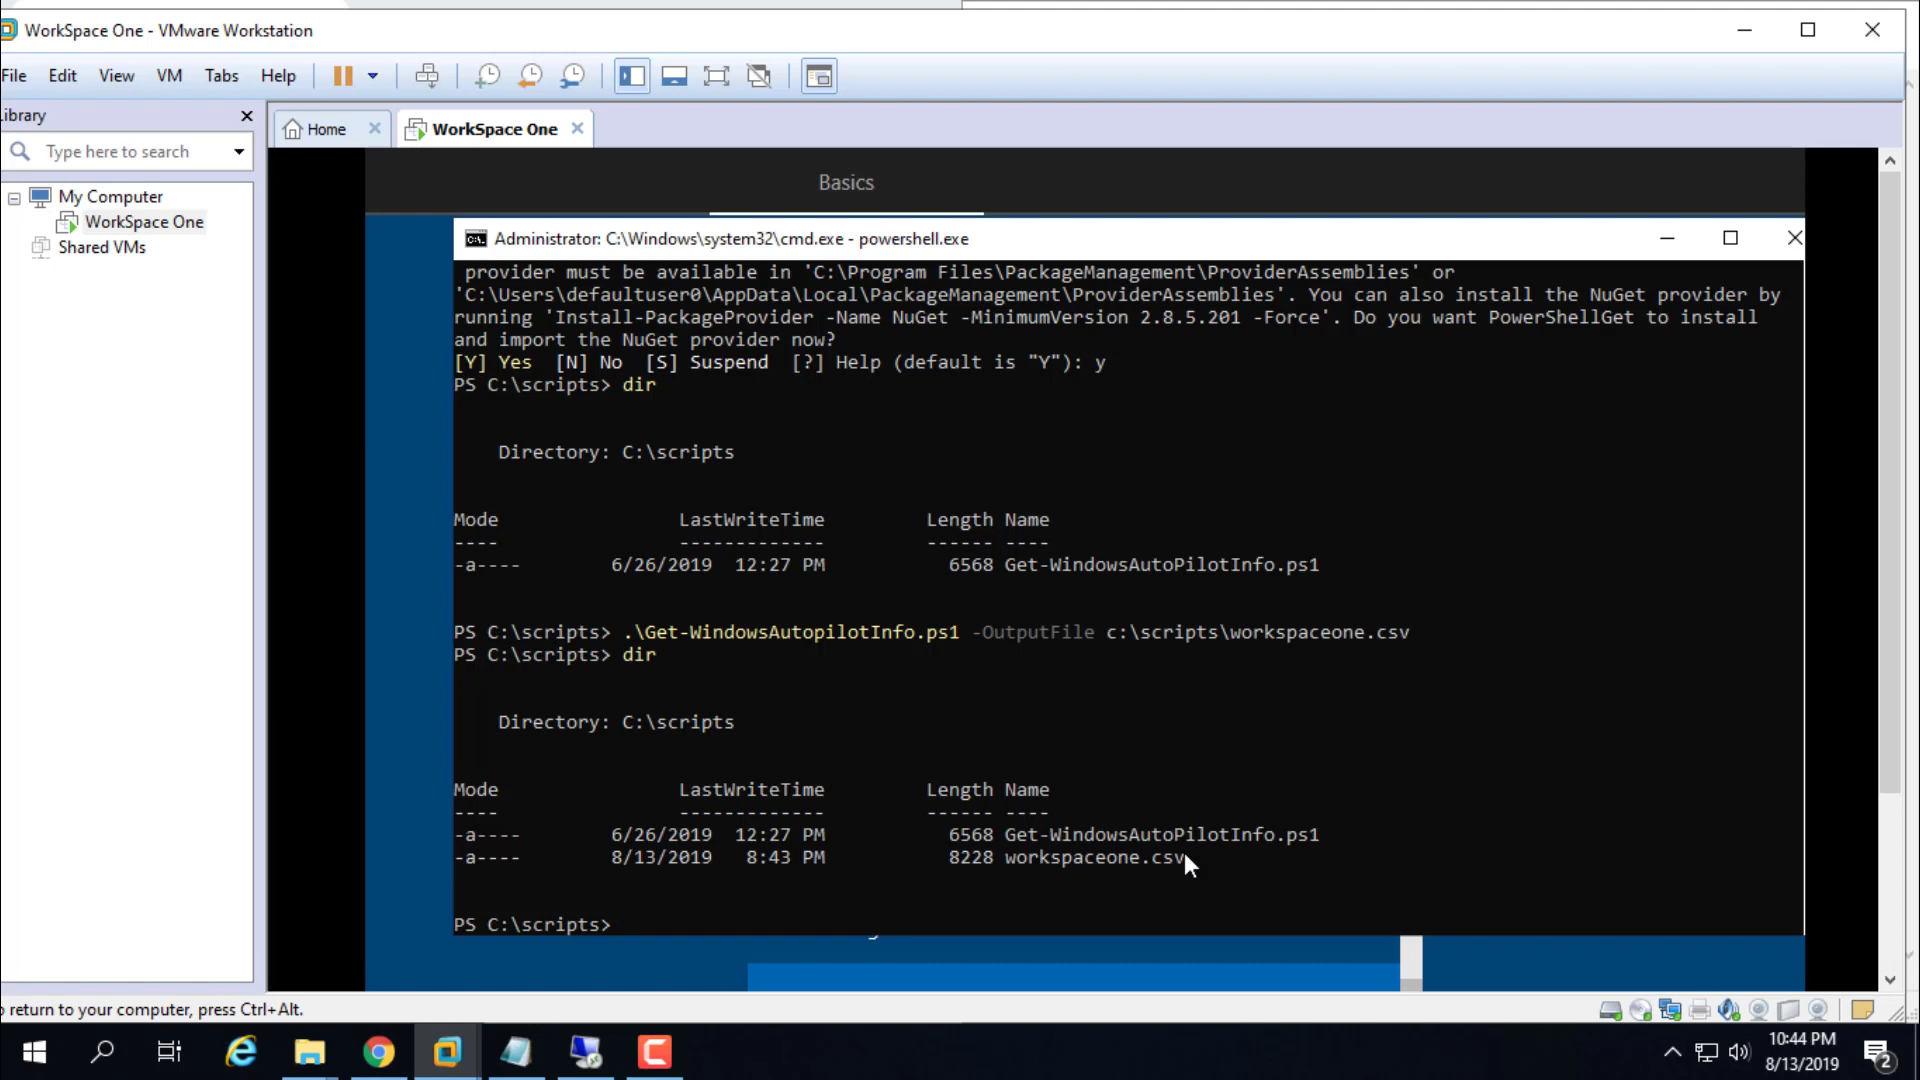 WorkSpace One - VMware Workstation
File Edit View VM Tabs Help
Library
Type here to search
My Computer
WorkSpace One
Shared VMs
Home
WorkSpace One
Basics
Administrator: C:\Windows\system32\cmd.exe - powershell.exe
provider must be available in 'C:\Program Files\PackageManagement\ProviderAssemblies' or
'C:\Users\defaultuser0\AppData\Local\PackageManagement\ProviderAssemblies'. You can also install the NuGet provider by
running 'Install-PackageProvider -Name NuGet -MinimumVersion 2.8.5.201 -Force'. Do you want PowerShellGet to install
and import the NuGet provider now?
[Y] Yes  [N] No  [S] Suspend  [?] Help (default is "Y"): y
PS C:\scripts> dir
Directory: C:\scripts
Mode LastWriteTime Length Name
---- ------------- ------ ----
-a---- 6/26/2019 12:27 PM 6568 Get-WindowsAutoPilotInfo.ps1
PS C:\scripts> .\Get-WindowsAutopilotInfo.ps1 -OutputFile c:\scripts\workspaceone.csv
PS C:\scripts> dir
Directory: C:\scripts
Mode LastWriteTime Length Name
---- ------------- ------ ----
-a---- 6/26/2019 12:27 PM 6568 Get-WindowsAutoPilotInfo.ps1
-a---- 8/13/2019 8:43 PM 8228 workspaceone.csv
PS C:\scripts>
o return to your computer, press Ctrl+Alt.
10:44 PM
8/13/2019
2